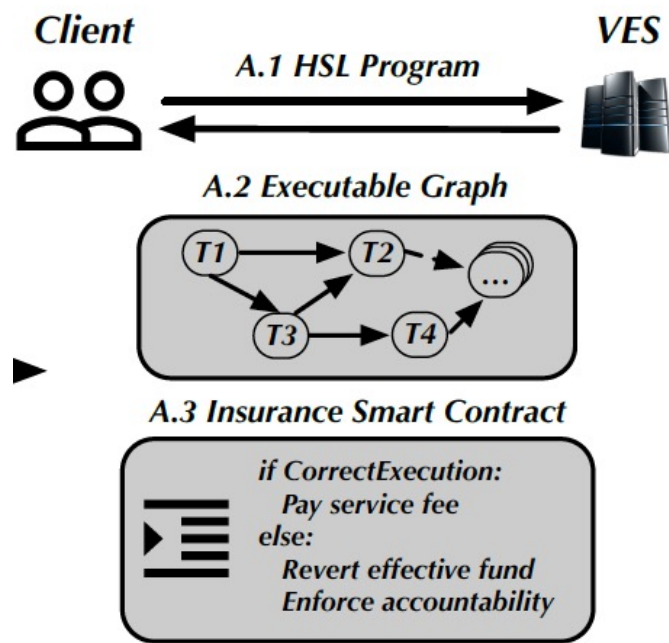 Client
VES
A.1 HSL Program
A.2 Executable Graph
T1
T2
...
T3
T4
A.3 Insurance Smart Contract
if CorrectExecution:
Pay service fee
else:
Revert effective fund
Enforce accountability